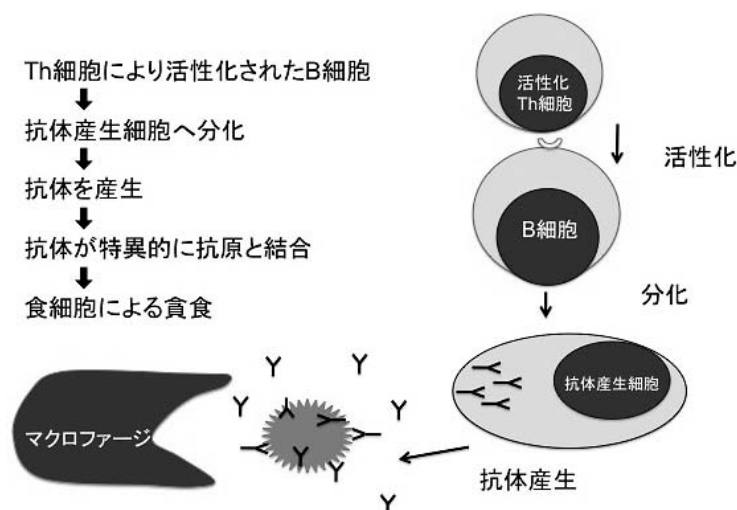 Th細胞により活性化されたB細胞
抗体産生細胞へ分化
抗体を産生
抗体が特異的に抗原と結合
食細胞による貪食
活性化
Th細胞
活性化
B細胞
分化
抗体産生細胞
抗体産生
マクロファージ